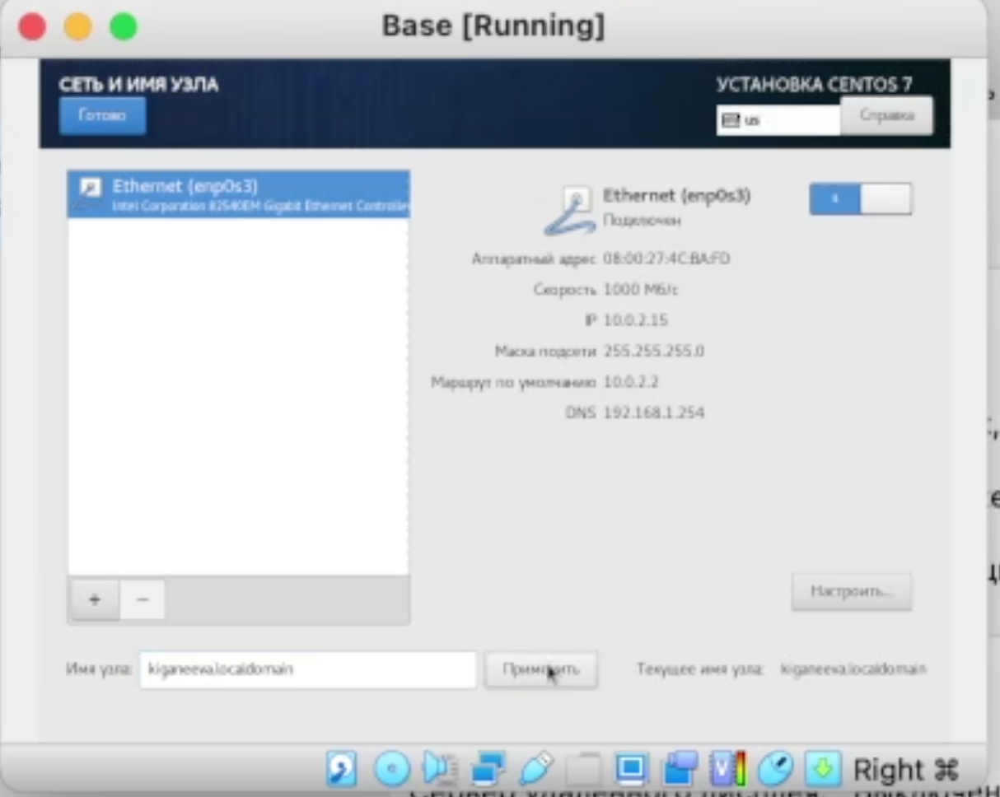 Base [Running]
СЕТЬ И ИМЯ УЗЛА
УСТАНОВКА CENTOS 7
Готово
us
Справка
Ethernet (enp0s3)
Intel Corporation 82540EM Gigabit Ethernet Controlle
Ethernet (enp0s3)
Подключен
Аппаратный адрес 08:00:27:4C:BA:FD
Скорость 1000 Мб/с
IP 10.0.2.15
Маска подсети 255.255.255.0
Маршрут по умолчанию 10.0.2.2
DNS 192.168.1.254
+ −
Настроить...
Имя узла: kiganeeva.localdomain Применить Текущее имя узла: kiganeeva.localdomain
Right ⌘